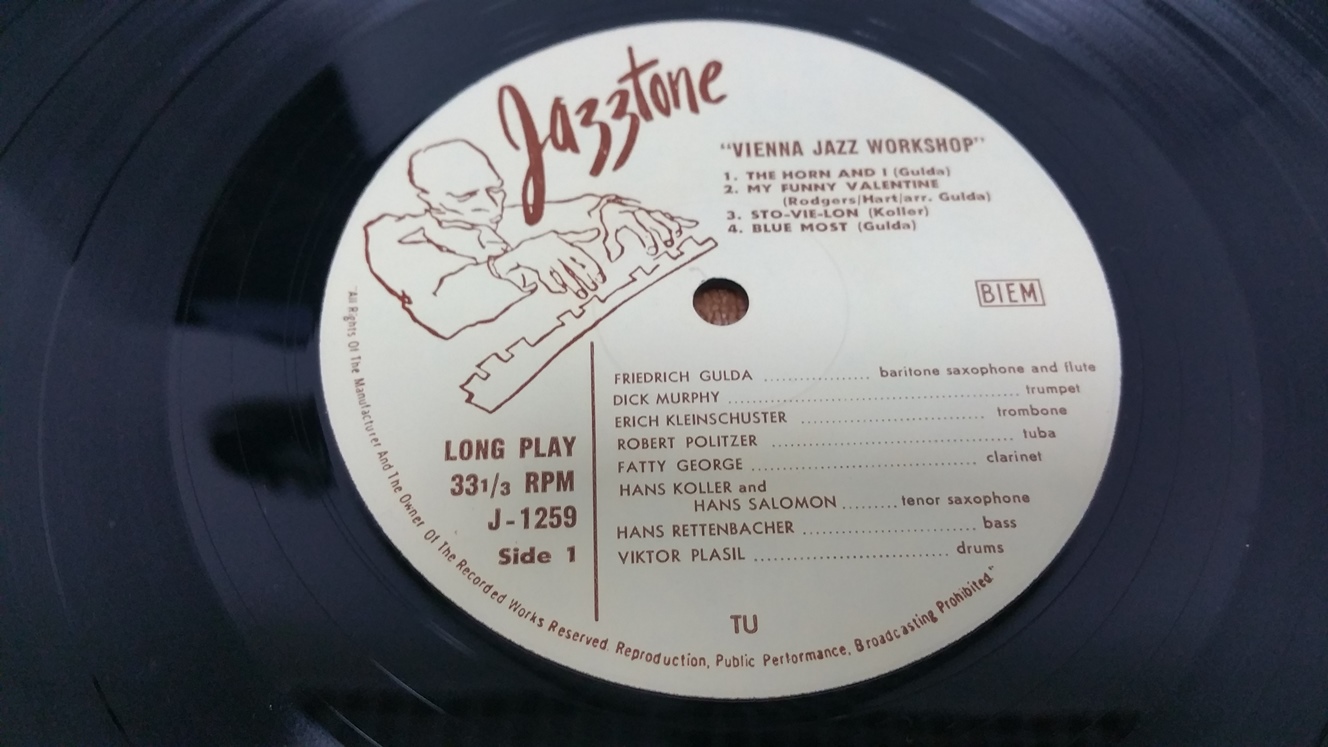 Jazztone
"VIENNA JAZZ WORKSHOP"
1. THE HORN AND I (Gulda)
2. MY FUNNY VALENTINE
(Rodgers/Hart/arr. Gulda)
3. STO-VIE-LON (Koller)
4. BLUE MOST (Gulda)
BIEM
FRIEDRICH GULDA .................. baritone saxophone and flute
DICK MURPHY .................................................. trumpet
ERICH KLEINSCHUSTER ............................... trombone
ROBERT POLITZER ......................................... tuba
FATTY GEORGE ...................................... clarinet
HANS KOLLER and
HANS SALOMON ......... tenor saxophone
HANS RETTENBACHER ............................. bass
VIKTOR PLASIL ................................. drums
LONG PLAY
33 1/3 RPM
J-1259
Side 1
TU
"All Rights Of The Manufacturer And The Owner Of The Recorded Works Reserved. Reproduction, Public Performance, Broadcasting Prohibited."